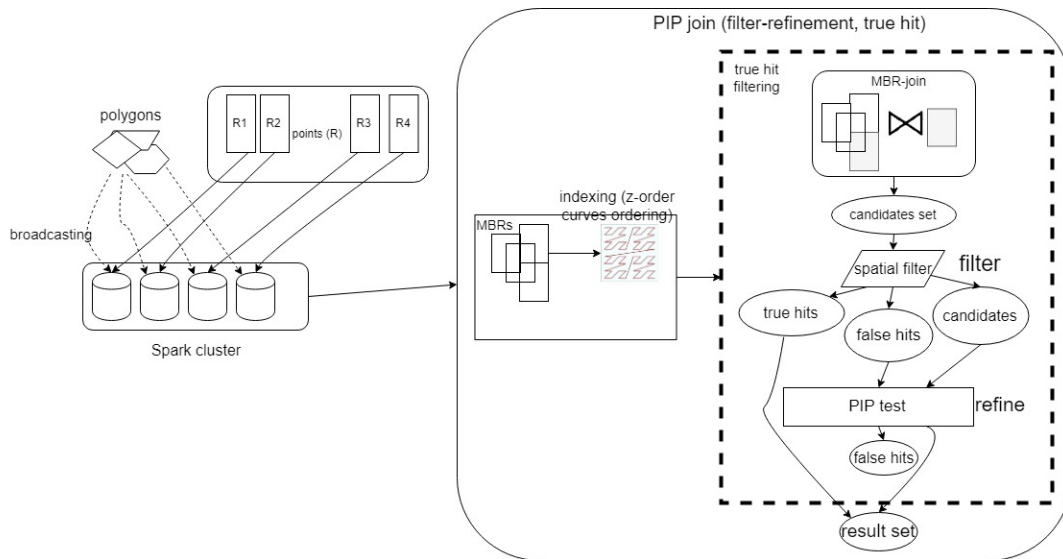 PIP join (filter-refinement, true hit)
polygons
R1
R2
points (R)
R3
R4
broadcasting
Spark cluster
MBRs
indexing (z-order
curves ordering)
true hit
filtering
MBR-join
candidates set
spatial filter
filter
true hits
false hits
candidates
PIP test
refine
false hits
result set